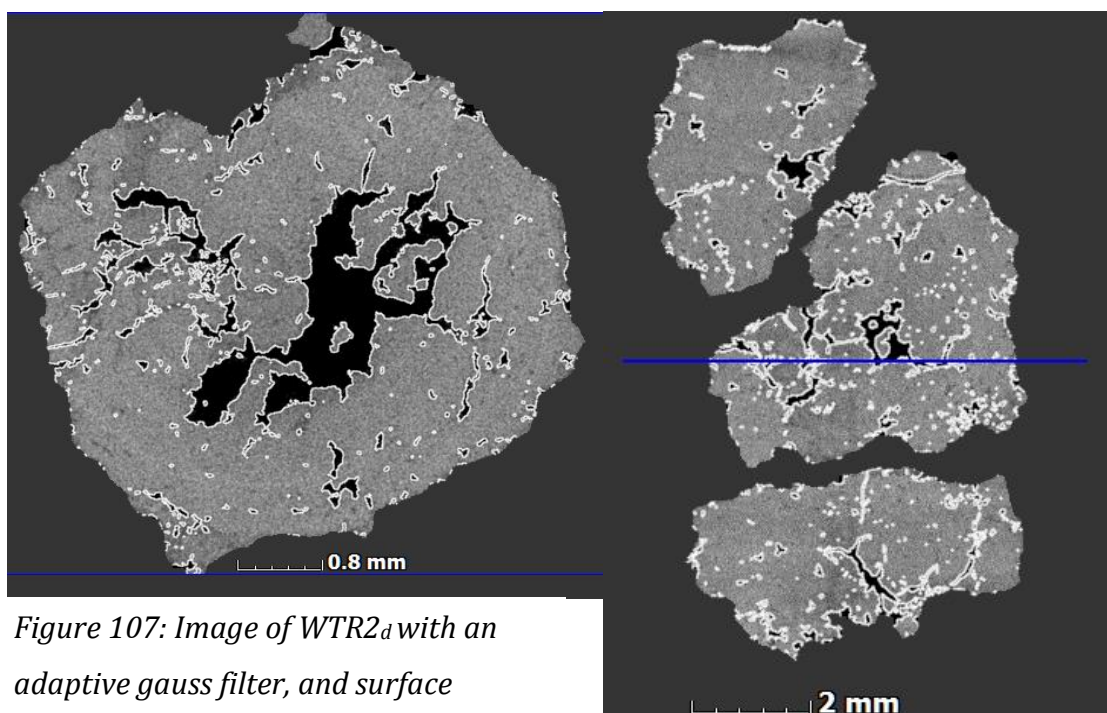 0.8 mm
Figure 107: Image of WTR2d with an
adaptive gauss filter, and surface
2 mm